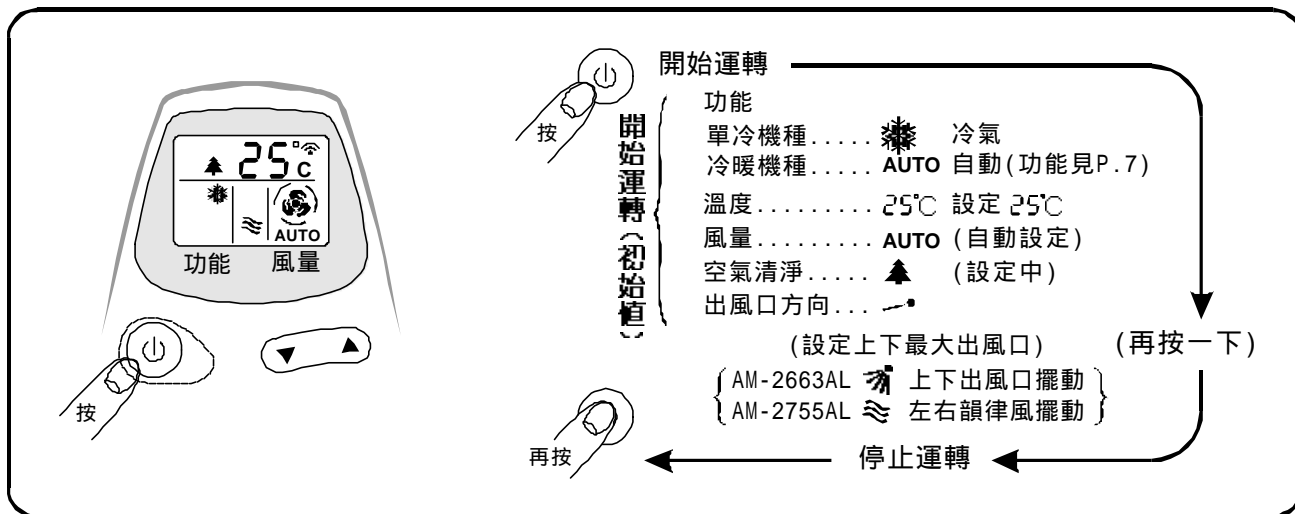 25°C
AUTO
功能 風量
按
按
開始運轉
開始運轉(初始值)
功能
單冷機種..... 冷氣
冷暖機種..... AUTO 自動(功能見P.7)
溫度......... 25℃ 設定 25℃
風量......... AUTO (自動設定)
空氣清淨..... (設定中)
出風口方向...
(設定上下最大出風口)
AM-2663AL 上下出風口擺動
AM-2755AL 左右韻律風擺動
(再按一下)
再按
停止運轉